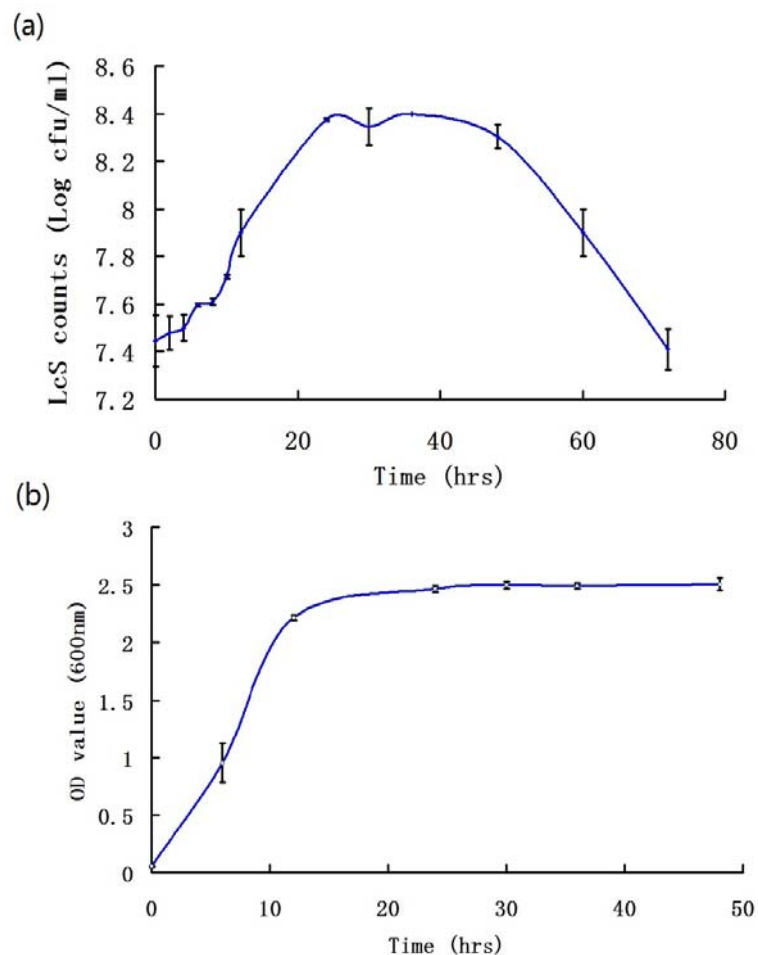 (a)
LcS counts (Log cfu/ml)
8.6
8.4
8.2
8
7.8
7.6
7.4
7.2
0 20 40 60 80
Time (hrs)
(b)
OD value (600nm)
3
2.5
2
1.5
1
0.5
0
0 10 20 30 40 50
Time (hrs)